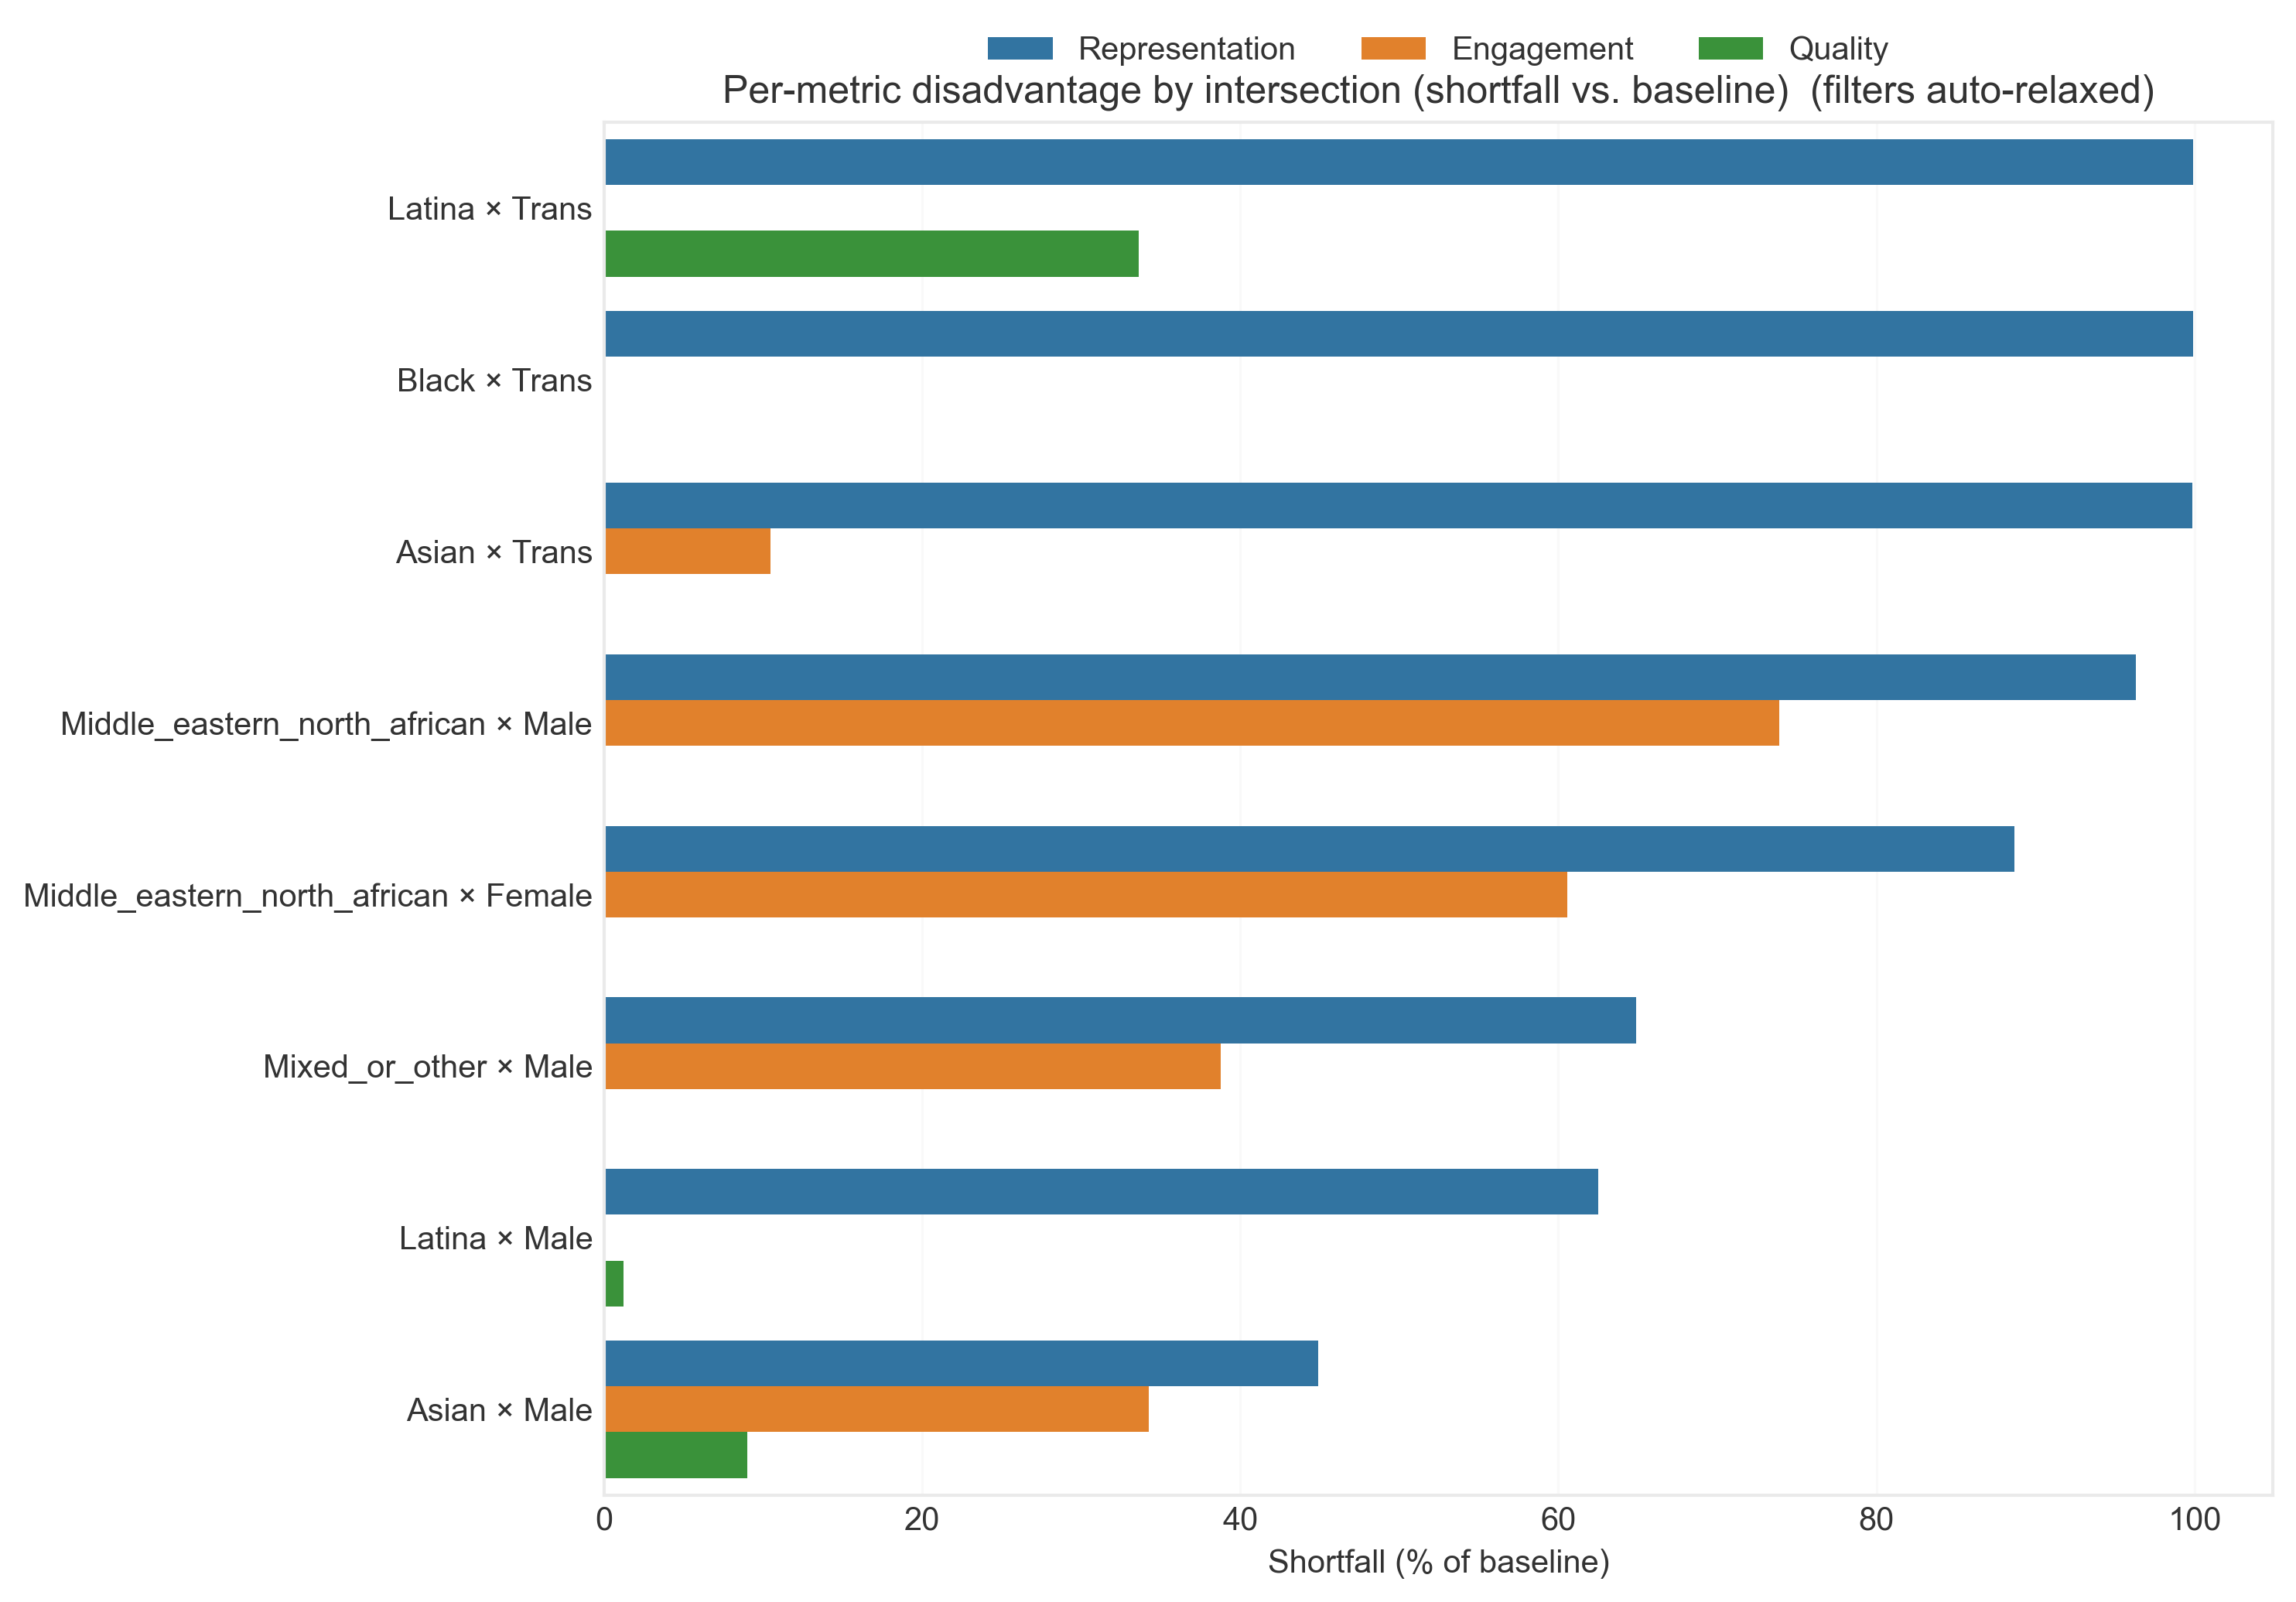 Representation Engagement Quality
Per-metric disadvantage by intersection (shortfall vs. baseline)  (filters auto-relaxed)
Latina × Trans
Black × Trans
Asian × Trans
Middle_eastern_north_african × Male
Middle_eastern_north_african × Female
Mixed_or_other × Male
Latina × Male
Asian × Male
0 20 40 60 80 100
Shortfall (% of baseline)